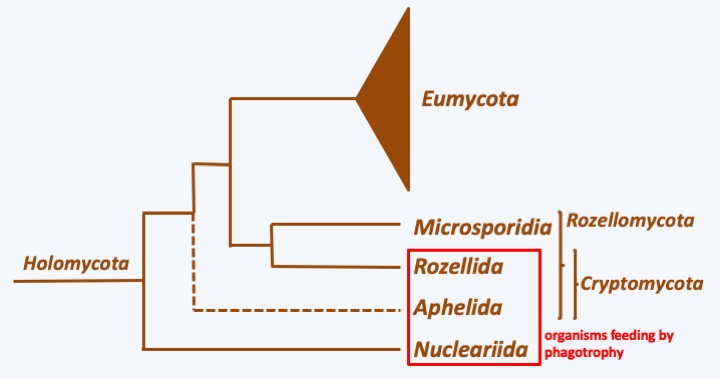 Eumycota
Microsporidia
Rozellomycota
Holomycota
Rozellida
Cryptomycota
Aphelida
organisms feeding by
phagotrophy
Nucleariida